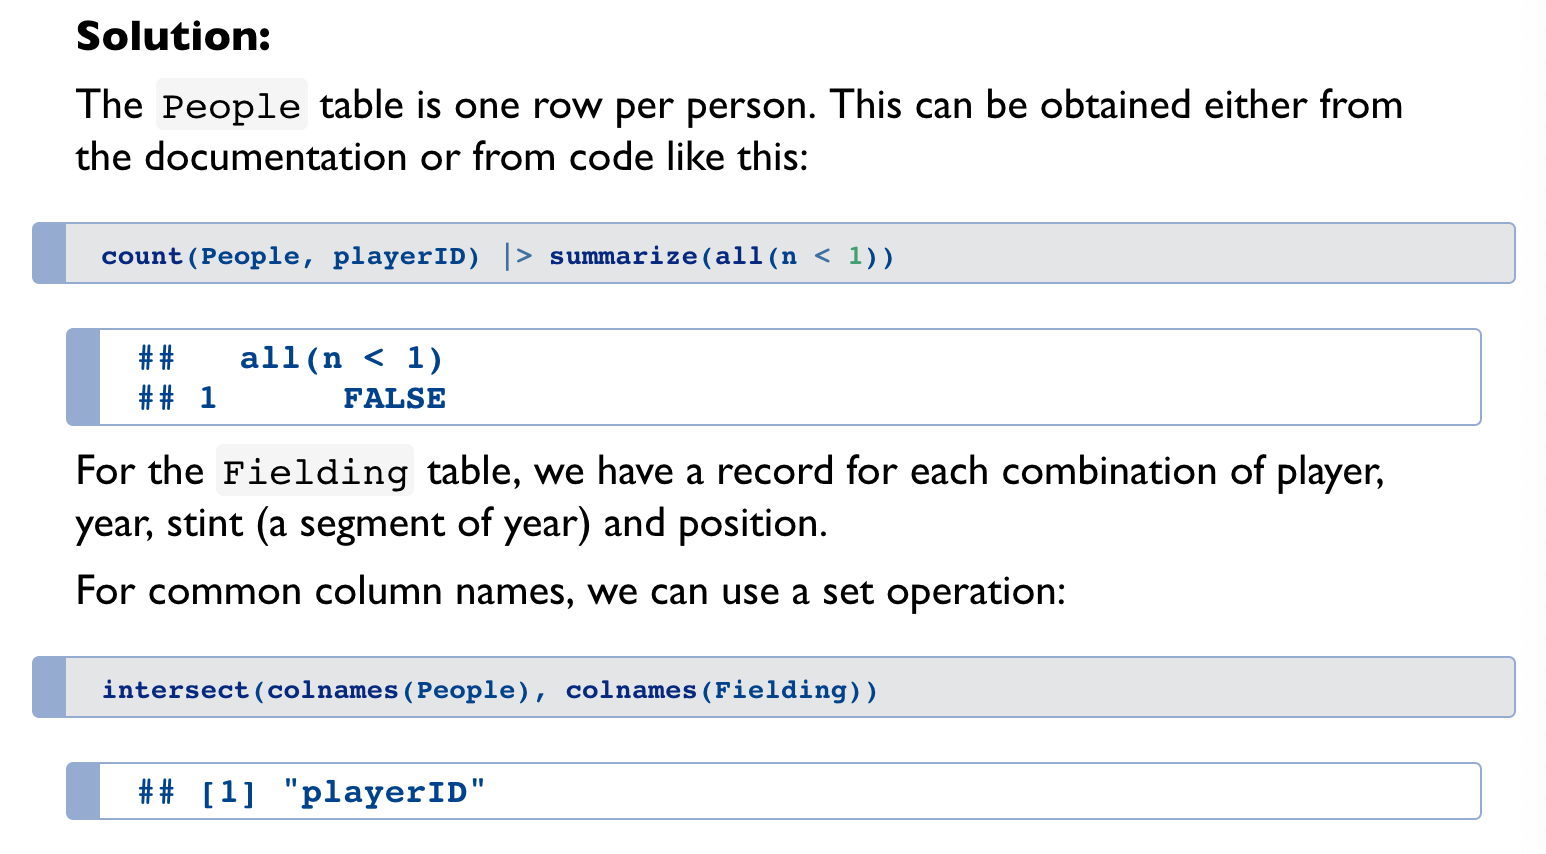 Solution:
The People table is one row per person. This can be obtained either from
the documentation or from code like this:
count(People, playerID) |> summarize(all(n < 1))
##   all(n < 1)
## 1      FALSE
For the Fielding table, we have a record for each combination of player,
year, stint (a segment of year) and position.
For common column names, we can use a set operation:
intersect(colnames(People), colnames(Fielding))
## [1] "playerID"